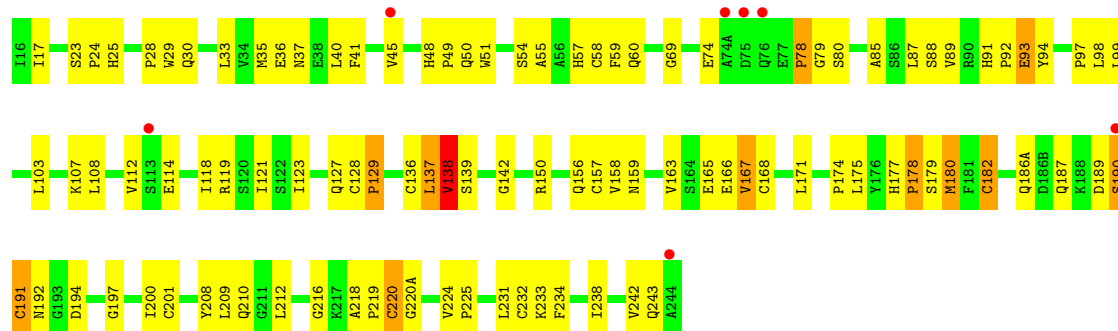 I16 I17 S23 P24 H25 P28 W29 Q30 L33 V34 M35 E36 N37 E38 L40 F41 V45 H48 P49 Q50 W51 S54 A55 A56 H57 C58 F59 Q60 G69 E74 A74A D75 Q76 E77 P78 G79 S80 A85 S86 L87 S88 V89 R90 H91 P92 E93 Y94 P97 L98 L99
L103 K107 L108 V112 S113 E114 I118 R119 S120 I121 S122 I123 Q127 C128 P129 C136 L137 V138 S139 G142 R150 Q156 C157 V158 N159 V163 S164 E165 E166 V167 C168 L171 P174 L175 Y176 H177 P178 S179 M180 F181 C182 Q186A D186B Q187 K188 D189
C191 N192 G193 D194 G197 I200 C201 Y208 L209 Q210 G211 L212 G216 K217 A218 P219 C220 G220A V224 P225 L231 C232 K233 F234 I238 V242 Q243 A244